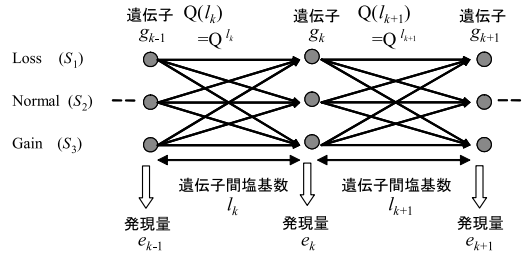 遺伝子 Q(l_k) 遺伝子 Q(l_{k+1}) 遺伝子
g_{k-1} =Q^{l_k} g_k =Q^{l_{k+1}} g_{k+1}
Loss (S_1)
Normal (S_2)
Gain (S_3)
遺伝子間塩基数 遺伝子間塩基数
l_k l_{k+1}
発現量 発現量 発現量
e_{k-1} e_k e_{k+1}